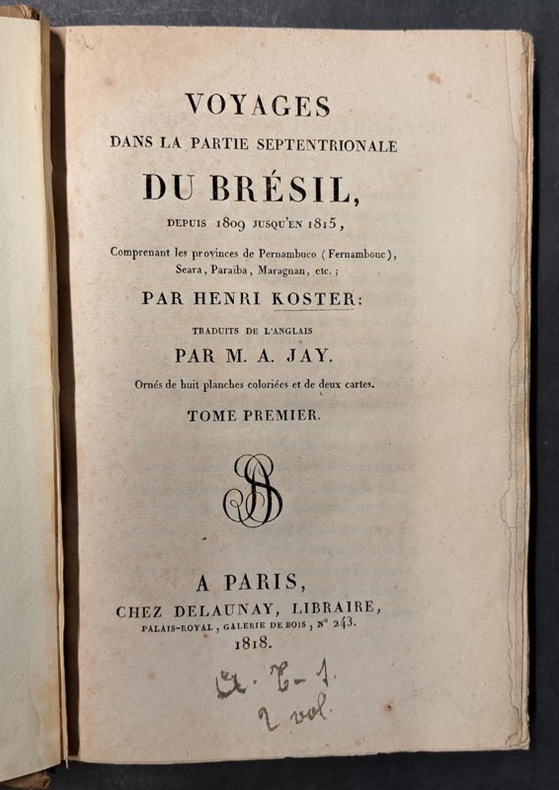 VOYAGES
DANS LA PARTIE SEPTENTRIONALE
DU BRÉSIL,
DEPUIS 1809 JUSQU'EN 1815,
Comprenant les provinces de Pernambuco (Fernambouc),
Seara, Paraïba, Maragnan, etc.;
PAR HENRI KOSTER:
TRADUITS DE L'ANGLAIS
PAR M. A. JAY.
Ornés de huit planches coloriées et de deux cartes.
TOME PREMIER.
A PARIS,
CHEZ DELAUNAY, LIBRAIRE,
PALAIS-ROYAL, GALERIE DE BOIS, N° 243.
1818.
2 vol.